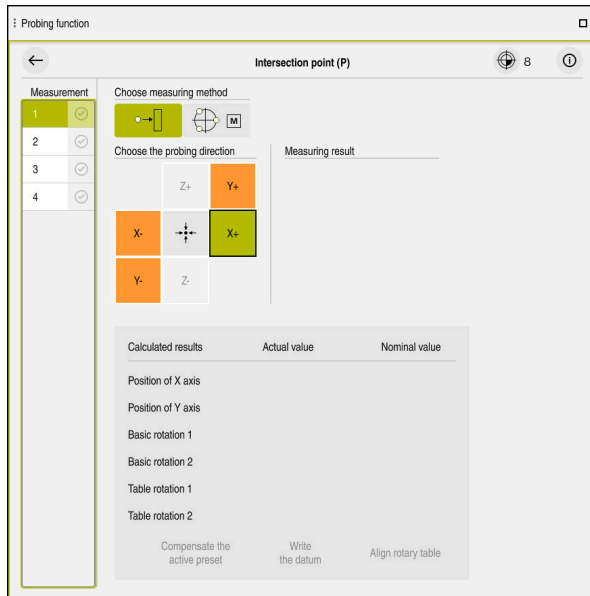 Probing function
Intersection point (P)
8
Measurement
1
2
3
4
Choose measuring method
M
Choose the probing direction
Z+
Y+
X-
X+
Y-
Z-
Measuring result
Calculated results Actual value Nominal value
Position of X axis
Position of Y axis
Basic rotation 1
Basic rotation 2
Table rotation 1
Table rotation 2
Compensate the
active preset
Write
the datum
Align rotary table